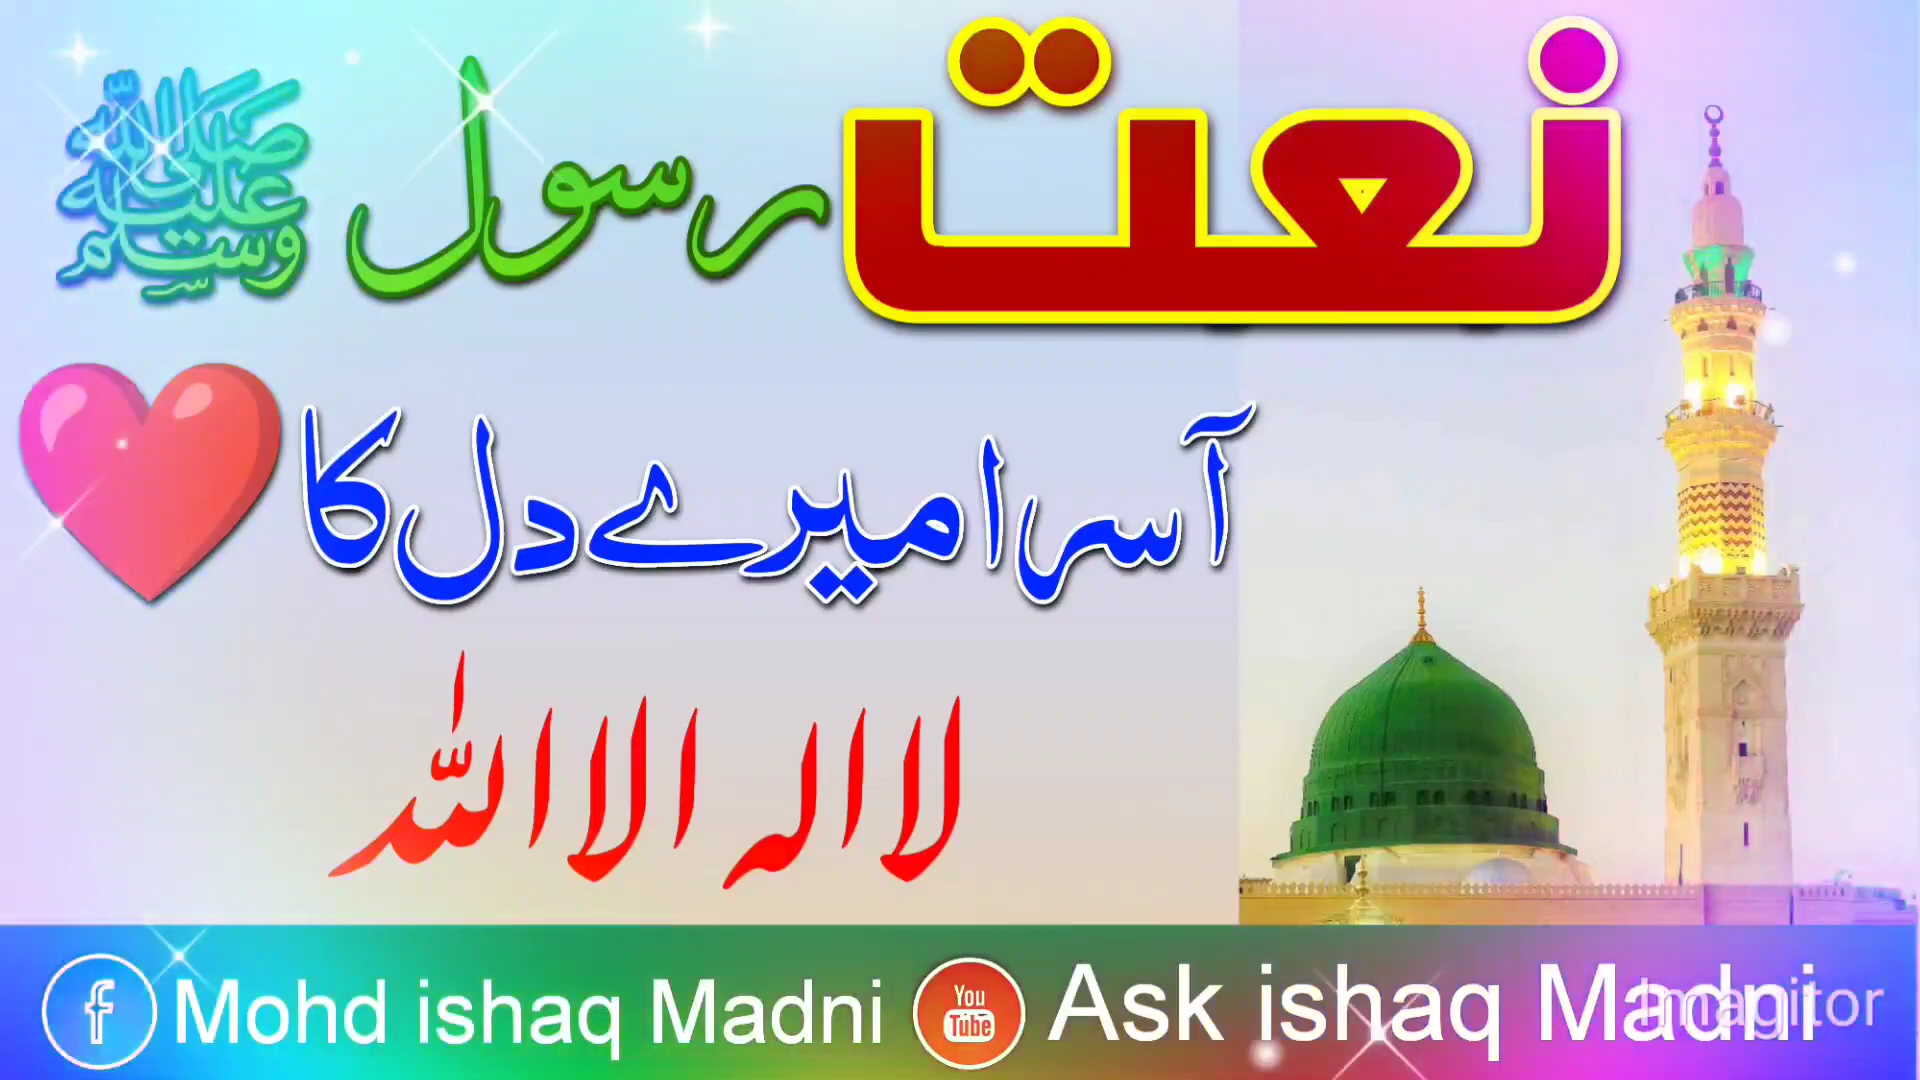 نعت رسول صلی اللہ علیہ وسلم
آسرا میرے دل کا
لا الہ الا اللہ
Mohd ishaq Madni You Tube Ask ishaq Madni
Imagitor